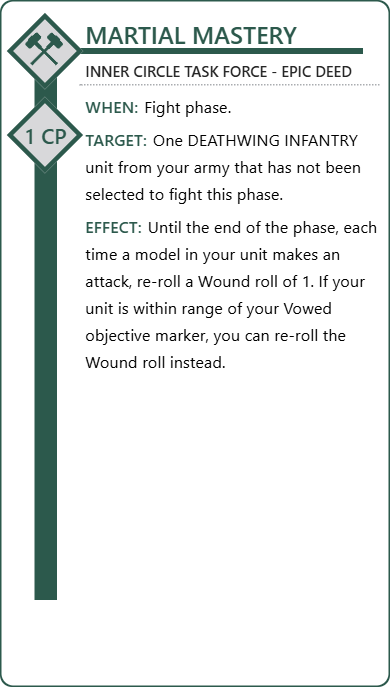 MARTIAL MASTERY
INNER CIRCLE TASK FORCE - EPIC DEED
WHEN: Fight phase.
1 CP
TARGET: One DEATHWING INFANTRY
unit from your army that has not been
selected to fight this phase.
EFFECT: Until the end of the phase, each
time a model in your unit makes an
attack, re-roll a Wound roll of 1. If your
unit is within range of your Vowed
objective marker, you can re-roll the
Wound roll instead.